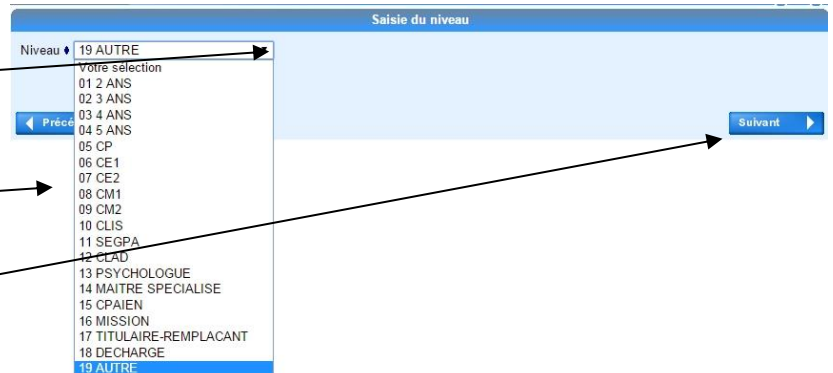 Saisie du niveau
Niveau 19 AUTRE
Votre sélection
01 2 ANS
02 3 ANS
03 4 ANS
04 5 ANS
05 CP
06 CE1
07 CE2
08 CM1
09 CM2
10 CLIS
11 SEGPA
12 CLAD
13 PSYCHOLOGUE
14 MAITRE SPECIALISE
15 CPAIEN
16 MISSION
17 TITULAIRE-REMPLACANT
18 DECHARGE
19 AUTRE
Précé
Suivant